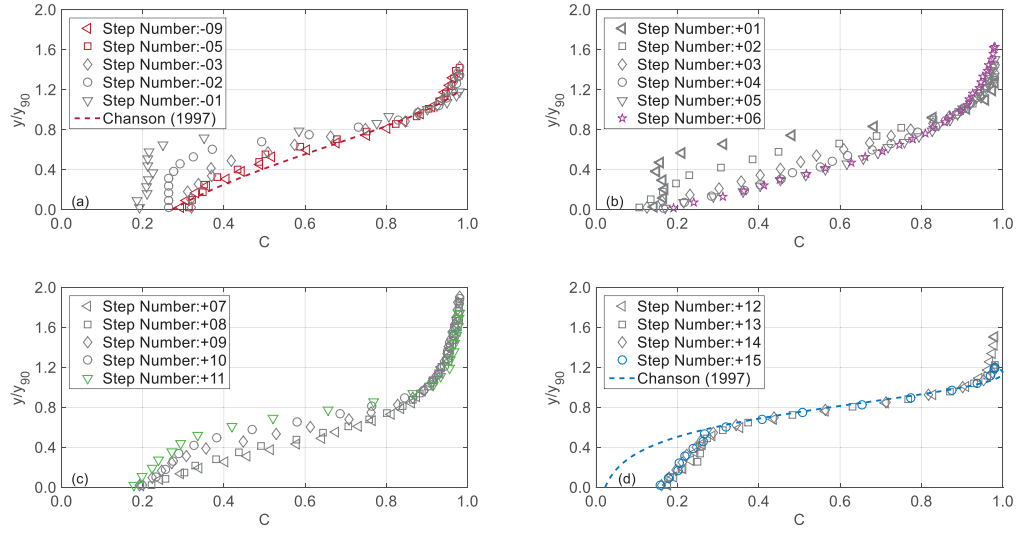 2.0
1.6
1.2
0.8
0.4
0.0
y/y90
Step Number:-09
Step Number:-05
Step Number:-03
Step Number:-02
Step Number:-01
Chanson (1997)
(a)
0.0 0.2 0.4 0.6 0.8 1.0
C
2.0
1.6
1.2
0.8
0.4
0.0
y/y90
Step Number:+01
Step Number:+02
Step Number:+03
Step Number:+04
Step Number:+05
Step Number:+06
(b)
0.0 0.2 0.4 0.6 0.8 1.0
C
2.0
1.6
1.2
0.8
0.4
0.0
y/y90
Step Number:+07
Step Number:+08
Step Number:+09
Step Number:+10
Step Number:+11
(c)
0.0 0.2 0.4 0.6 0.8 1.0
C
2.0
1.6
1.2
0.8
0.4
0.0
y/y90
Step Number:+12
Step Number:+13
Step Number:+14
Step Number:+15
Chanson (1997)
(d)
0.0 0.2 0.4 0.6 0.8 1.0
C